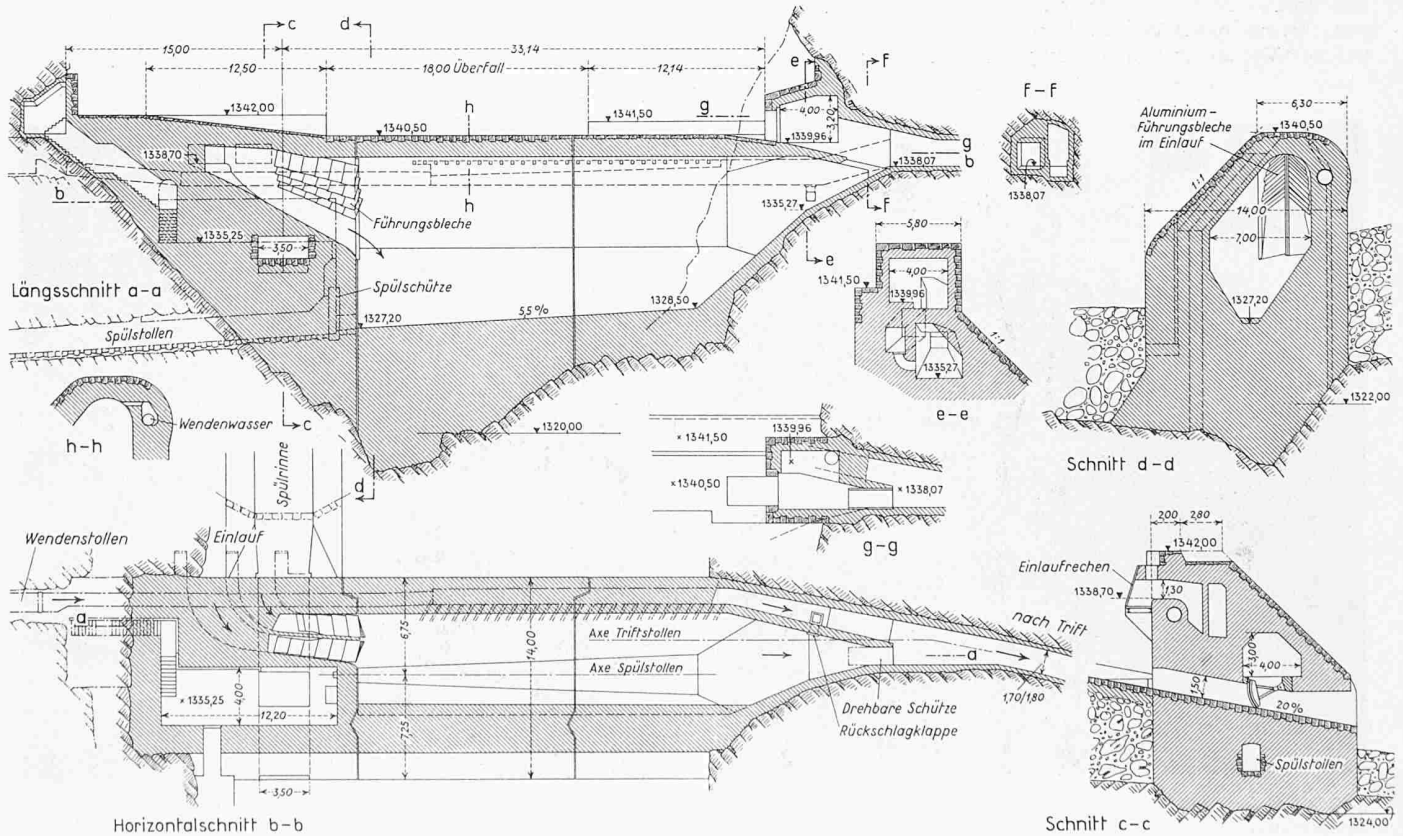 c
d
15,00
33,14
12,50
18,00 Überfall
12,14
e
F
h
g
1342,00
1340,50
1341,50
4,00
3,20
1339,96
g
b
1338,07
1338,70
b
h
Führungsbleche
1335,27
F
e
1335,25
3,50
Längsschnitt a-a
Spülschütze
Spülstollen
1327,20
5,5 %
1328,50
c
1320,00
d
F-F
1338,07
5,80
4,00
1341,50
1339,96
1335,27
1:1
e-e
6,30
1340,50
Aluminium-
Führungsbleche
im Einlauf
1:1
14,00
7,00
1327,20
1322,00
Schnitt d-d
Wendenwasser
h-h
× 1341,50
1339,96
×
× 1340,50
× 1338,07
g-g
Spülrinne
Wendenstollen
Einlauf
a
6,75
14,00
Axe Triftstollen
Axe Spülstollen
a
nach Trift
× 1335,25
4,00
12,20
7,25
Drehbare Schütze
Rückschlagklappe
1,70/1,80
3,50
Horizontalschnitt b-b
2,00
2,80
1342,00
Einlaufrechen
1338,70
1,30
3,00
4,00
1,50
20 %
Spülstollen
1324,00
Schnitt c-c